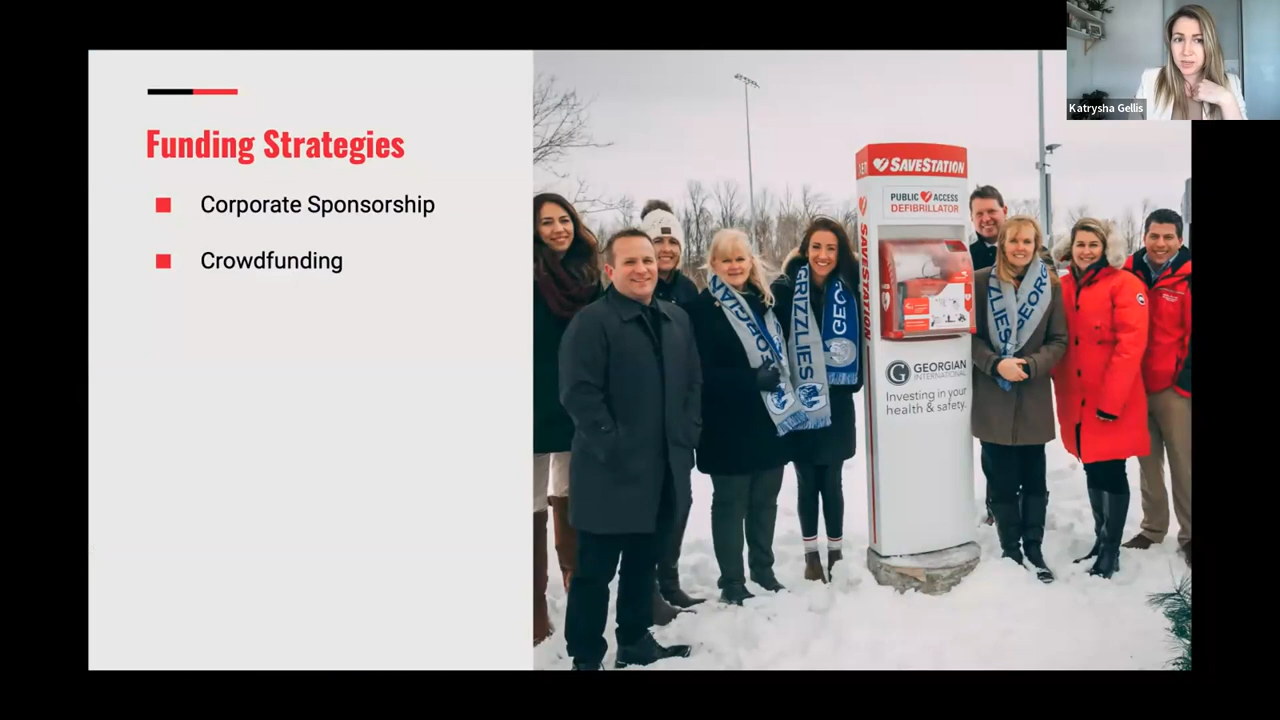 Katrysha Gellis
Funding Strategies
Corporate Sponsorship
Crowdfunding
SAVESTATION
PUBLIC ACCESS
DEFIBRILLATOR
SAVESTATION
GEORGIAN
INTERNATIONAL
Investing in your
health & safety.
GRIZZLIES
GEORG